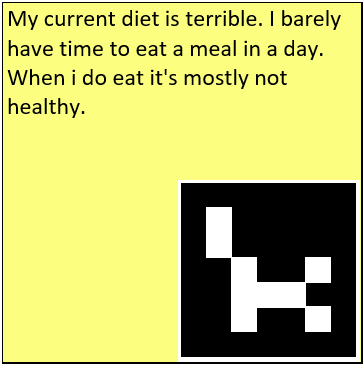 My current diet is terrible. I barely
have time to eat a meal in a day.
When i do eat it's mostly not
healthy.